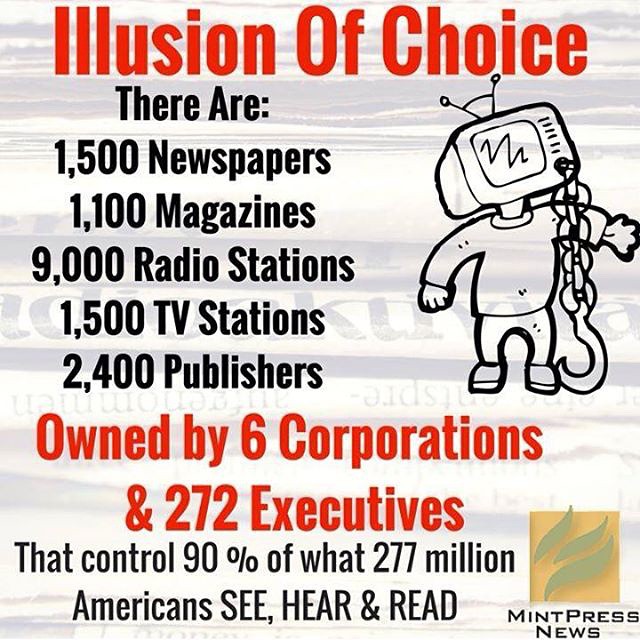 Illusion Of Choice
There Are:
1,500 Newspapers
1,100 Magazines
9,000 Radio Stations
1,500 TV Stations
2,400 Publishers
Owned by 6 Corporations
& 272 Executives
That control 90 % of what 277 million
Americans SEE, HEAR & READ
MINTPRESS
NEWS